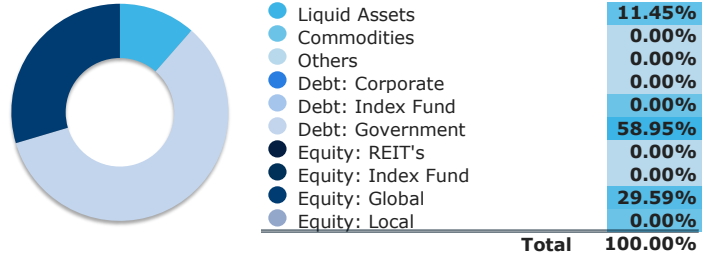 Liquid Assets 11.45%
Commodities 0.00%
Others 0.00%
Debt: Corporate 0.00%
Debt: Index Fund 0.00%
Debt: Government 58.95%
Equity: REIT's 0.00%
Equity: Index Fund 0.00%
Equity: Global 29.59%
Equity: Local 0.00%
Total 100.00%